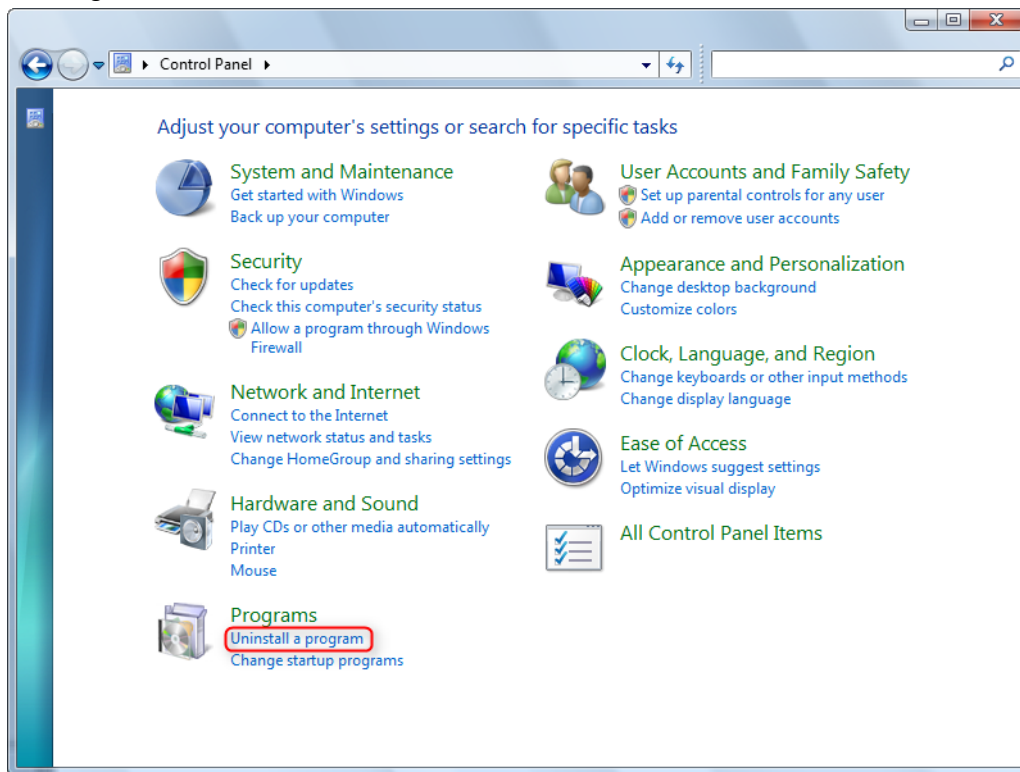 Control Panel
Adjust your computer's settings or search for specific tasks
System and Maintenance
Get started with Windows
Back up your computer
Security
Check for updates
Check this computer's security status
Allow a program through Windows
Firewall
Network and Internet
Connect to the Internet
View network status and tasks
Change HomeGroup and sharing settings
Hardware and Sound
Play CDs or other media automatically
Printer
Mouse
Programs
Uninstall a program
Change startup programs
User Accounts and Family Safety
Set up parental controls for any user
Add or remove user accounts
Appearance and Personalization
Change desktop background
Customize colors
Clock, Language, and Region
Change keyboards or other input methods
Change display language
Ease of Access
Let Windows suggest settings
Optimize visual display
All Control Panel Items